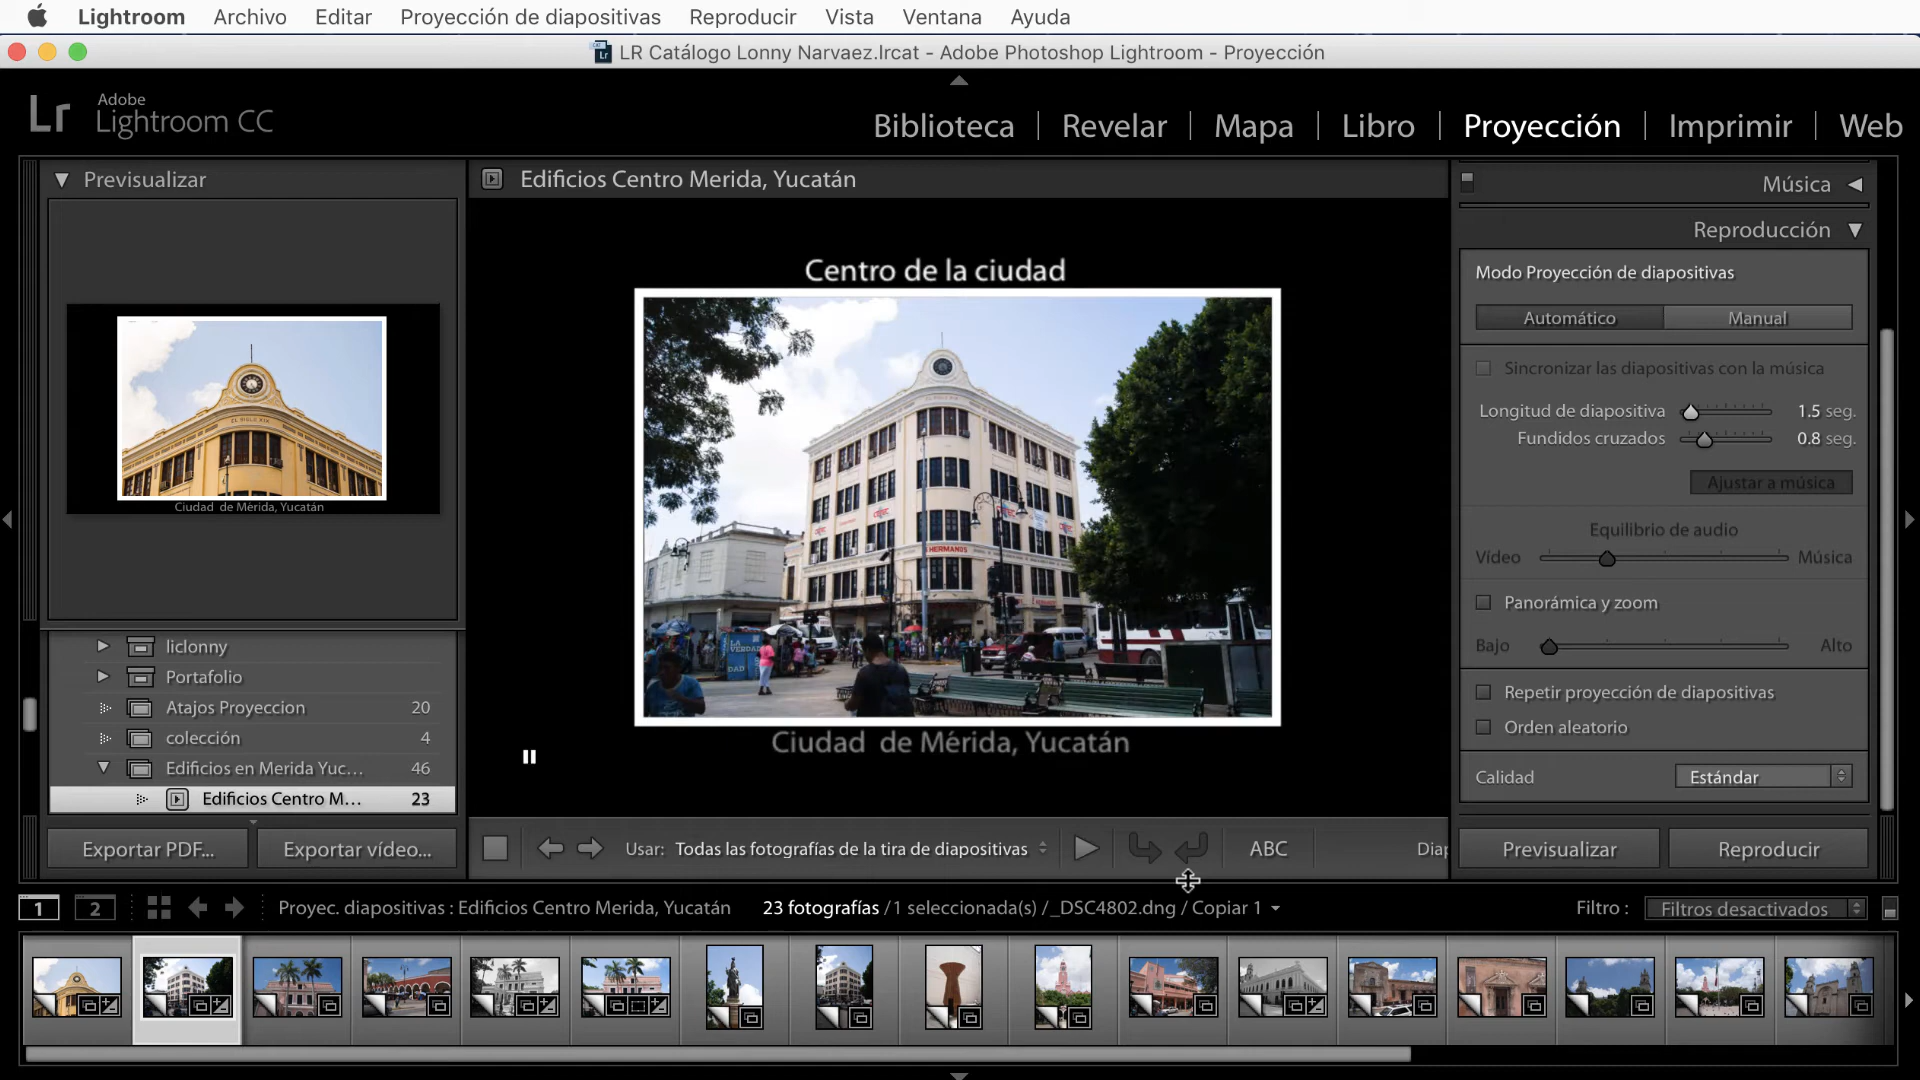 Lightroom Archivo Editar Proyección de diapositivas Reproducir Vista Ventana Ayuda
LR Catálogo Lonny Narvaez.lrcat - Adobe Photoshop Lightroom - Proyección
Lr Adobe
Lightroom CC
Biblioteca | Revelar | Mapa | Libro | Proyección | Imprimir | Web
Previsualizar
Ciudad de Mérida, Yucatán
liclonny
Portafolio
Atajos Proyeccion 20
colección 4
Edificios en Merida Yuc... 46
Edificios Centro M... 23
Exportar PDF...
Exportar vídeo...
Edificios Centro Merida, Yucatán
Centro de la ciudad
HERMANOS
LA
VERDAD
DAD
Ciudad de Mérida, Yucatán
Usar: Todas las fotografías de la tira de diapositivas
ABC
Diap
Música
Reproducción
Modo Proyección de diapositivas
Automático Manual
Sincronizar las diapositivas con la música
Longitud de diapositiva 1.5 seg.
Fundidos cruzados 0.8 seg.
Ajustar a música
Equilibrio de audio
Vídeo Música
Panorámica y zoom
Bajo Alto
Repetir proyección de diapositivas
Orden aleatorio
Calidad Estándar
Previsualizar
Reproducir
1 2 Proyec. diapositivas : Edificios Centro Merida, Yucatán 23 fotografías /1 seleccionada(s) /_DSC4802.dng / Copiar 1
Filtro : Filtros desactivados